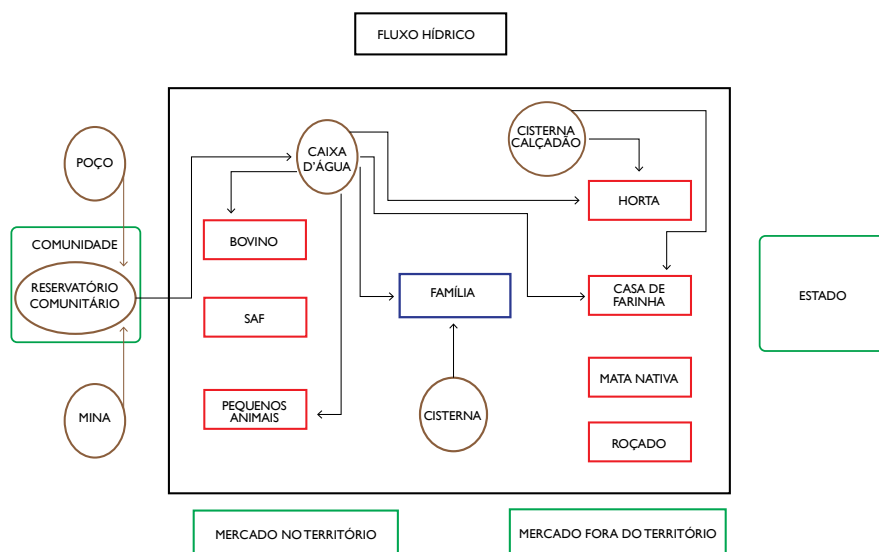 FLUXO HÍDRICO
POÇO
COMUNIDADE
RESERVATÓRIO
COMUNITÁRIO
MINA
CAIXA
D'ÁGUA
CISTERNA
CALÇADÃO
BOVINO
HORTA
SAF
FAMÍLIA
CASA DE
FARINHA
ESTADO
PEQUENOS
ANIMAIS
CISTERNA
MATA NATIVA
ROÇADO
MERCADO NO TERRITÓRIO
MERCADO FORA DO TERRITÓRIO